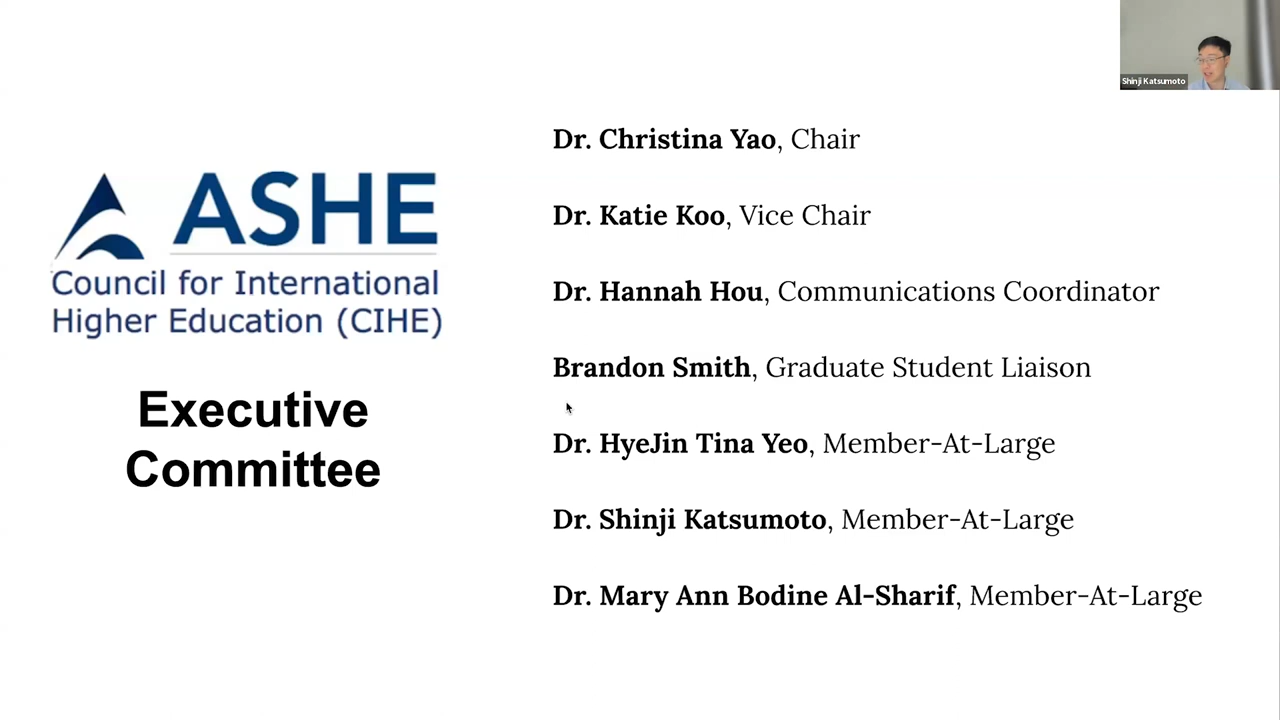 Shinji Katsumoto
ASHE
Council for International
Higher Education (CIHE)
Executive
Committee
Dr. Christina Yao, Chair
Dr. Katie Koo, Vice Chair
Dr. Hannah Hou, Communications Coordinator
Brandon Smith, Graduate Student Liaison
Dr. HyeJin Tina Yeo, Member-At-Large
Dr. Shinji Katsumoto, Member-At-Large
Dr. Mary Ann Bodine Al-Sharif, Member-At-Large